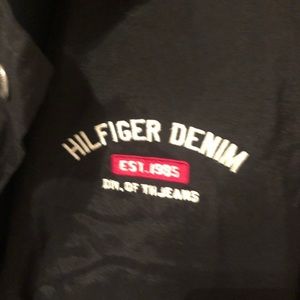 HILFIGER DENIM
EST. 1985
DIV. OF TH JEANS